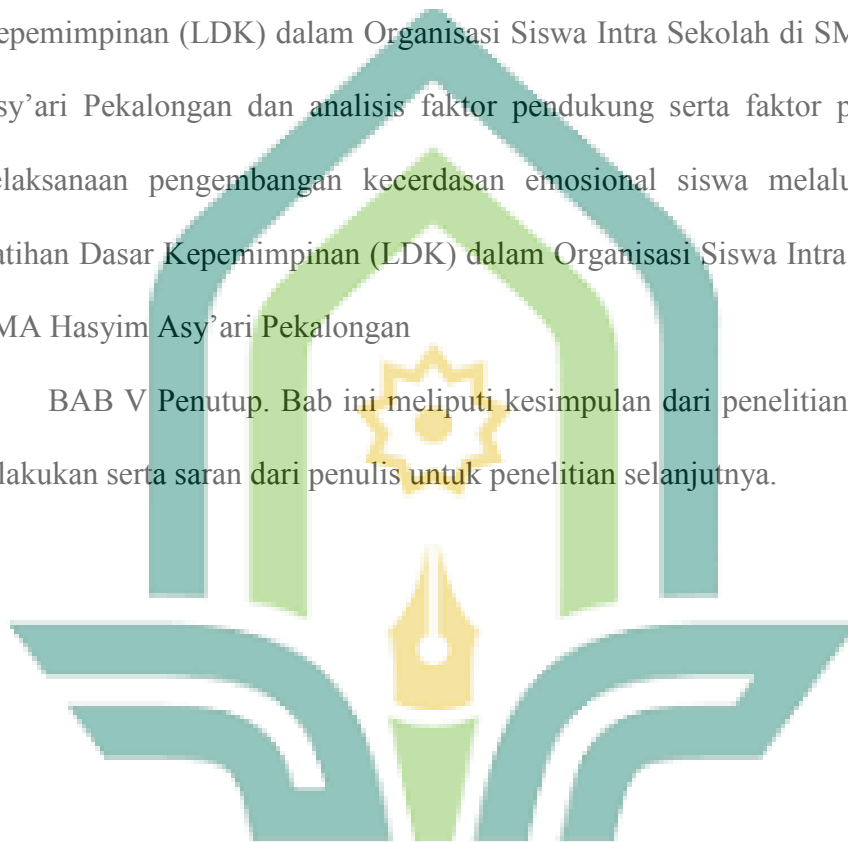 epemimpinan (LDK) dalam Organisasi Siswa Intra Sekolah di SM
sy’ari Pekalongan dan analisis faktor pendukung serta faktor p
elaksanaan pengembangan kecerdasan emosional siswa melalu
atihan Dasar Kepemimpinan (LDK) dalam Organisasi Siswa Intra
MA Hasyim Asy’ari Pekalongan
BAB V Penutup. Bab ini meliputi kesimpulan dari penelitian
lakukan serta saran dari penulis untuk penelitian selanjutnya.